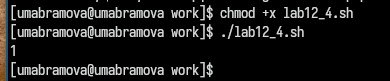 [umabramova@umabramova work]$ chmod +x lab12_4.sh
[umabramova@umabramova work]$ ./lab12_4.sh
1
[umabramova@umabramova work]$